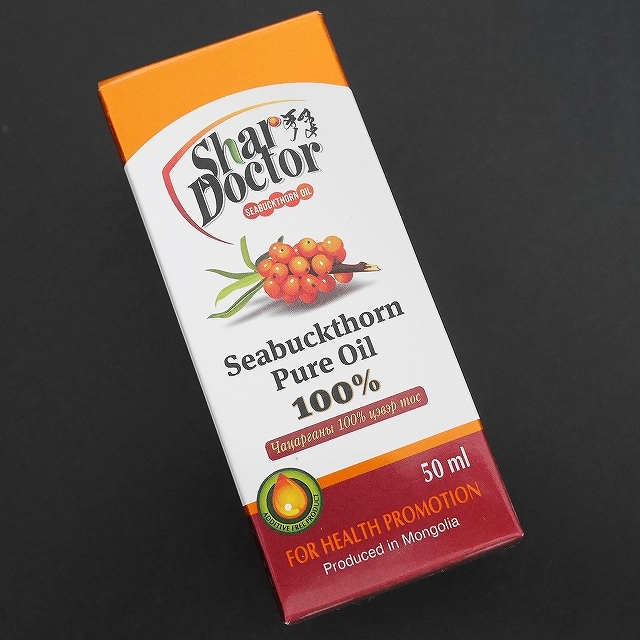 Shar
Doctor
SEABUCKTHORN OIL
Seabuckthorn
Pure Oil
100%
Чацарганы 100% цэвэр тос
50 ml
ADDITIVE FREE PRODUCT
FOR HEALTH PROMOTION
Produced in Mongolia